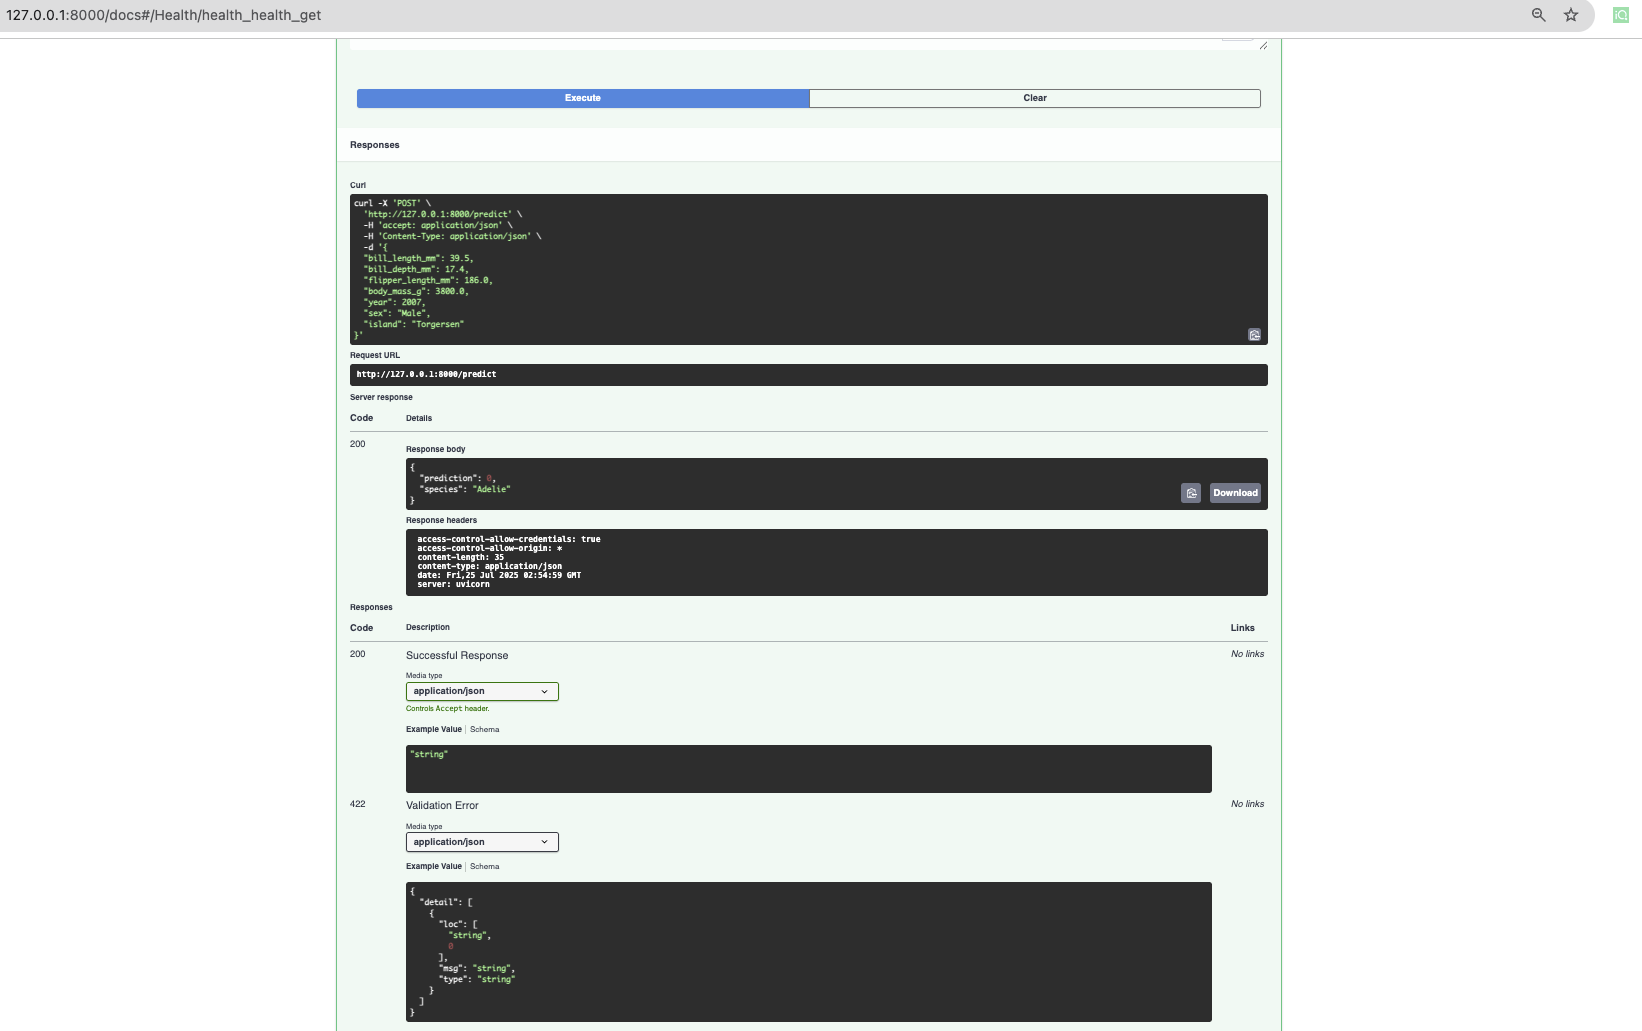 127.0.0.1:8000/docs#/Health/health_health_get
iQ
Execute
Clear
Responses
Curl
curl -X 'POST' \
'http://127.0.0.1:8000/predict' \
-H 'accept: application/json' \
-H 'Content-Type: application/json' \
-d '{
"bill_length_mm": 39.5,
"bill_depth_mm": 17.4,
"flipper_length_mm": 186.0,
"body_mass_g": 3800.0,
"year": 2007,
"sex": "Male",
"island": "Torgersen"
}'
Request URL
http://127.0.0.1:8000/predict
Server response
Code Details
200
Response body
{
"prediction": 0,
"species": "Adelie"
}
Download
Response headers
access-control-allow-credentials: true
access-control-allow-origin: *
content-length: 35
content-type: application/json
date: Fri,25 Jul 2025 02:54:59 GMT
server: uvicorn
Responses
Code Description Links
200 Successful Response No links
Media type
application/json
Controls Accept header.
Example Value | Schema
"string"
422 Validation Error No links
Media type
application/json
Example Value | Schema
{
"detail": [
{
"loc": [
"string",
0
],
"msg": "string",
"type": "string"
}
]
}